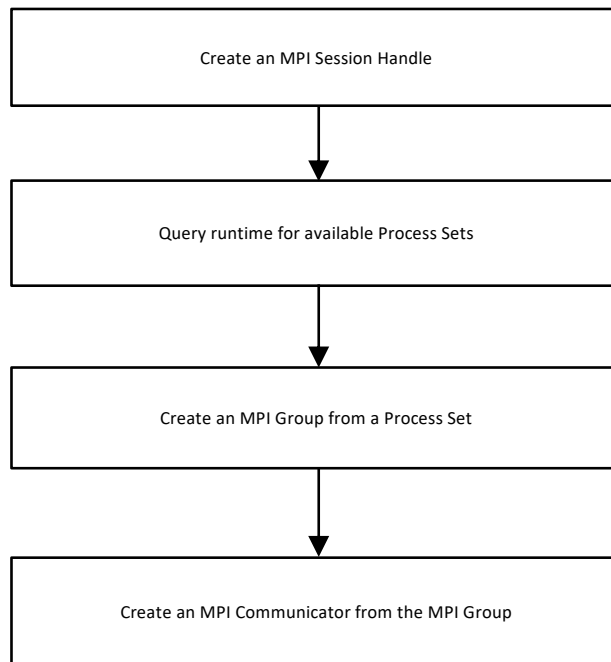 Create an MPI Session Handle
Query runtime for available Process Sets
Create an MPI Group from a Process Set
Create an MPI Communicator from the MPI Group